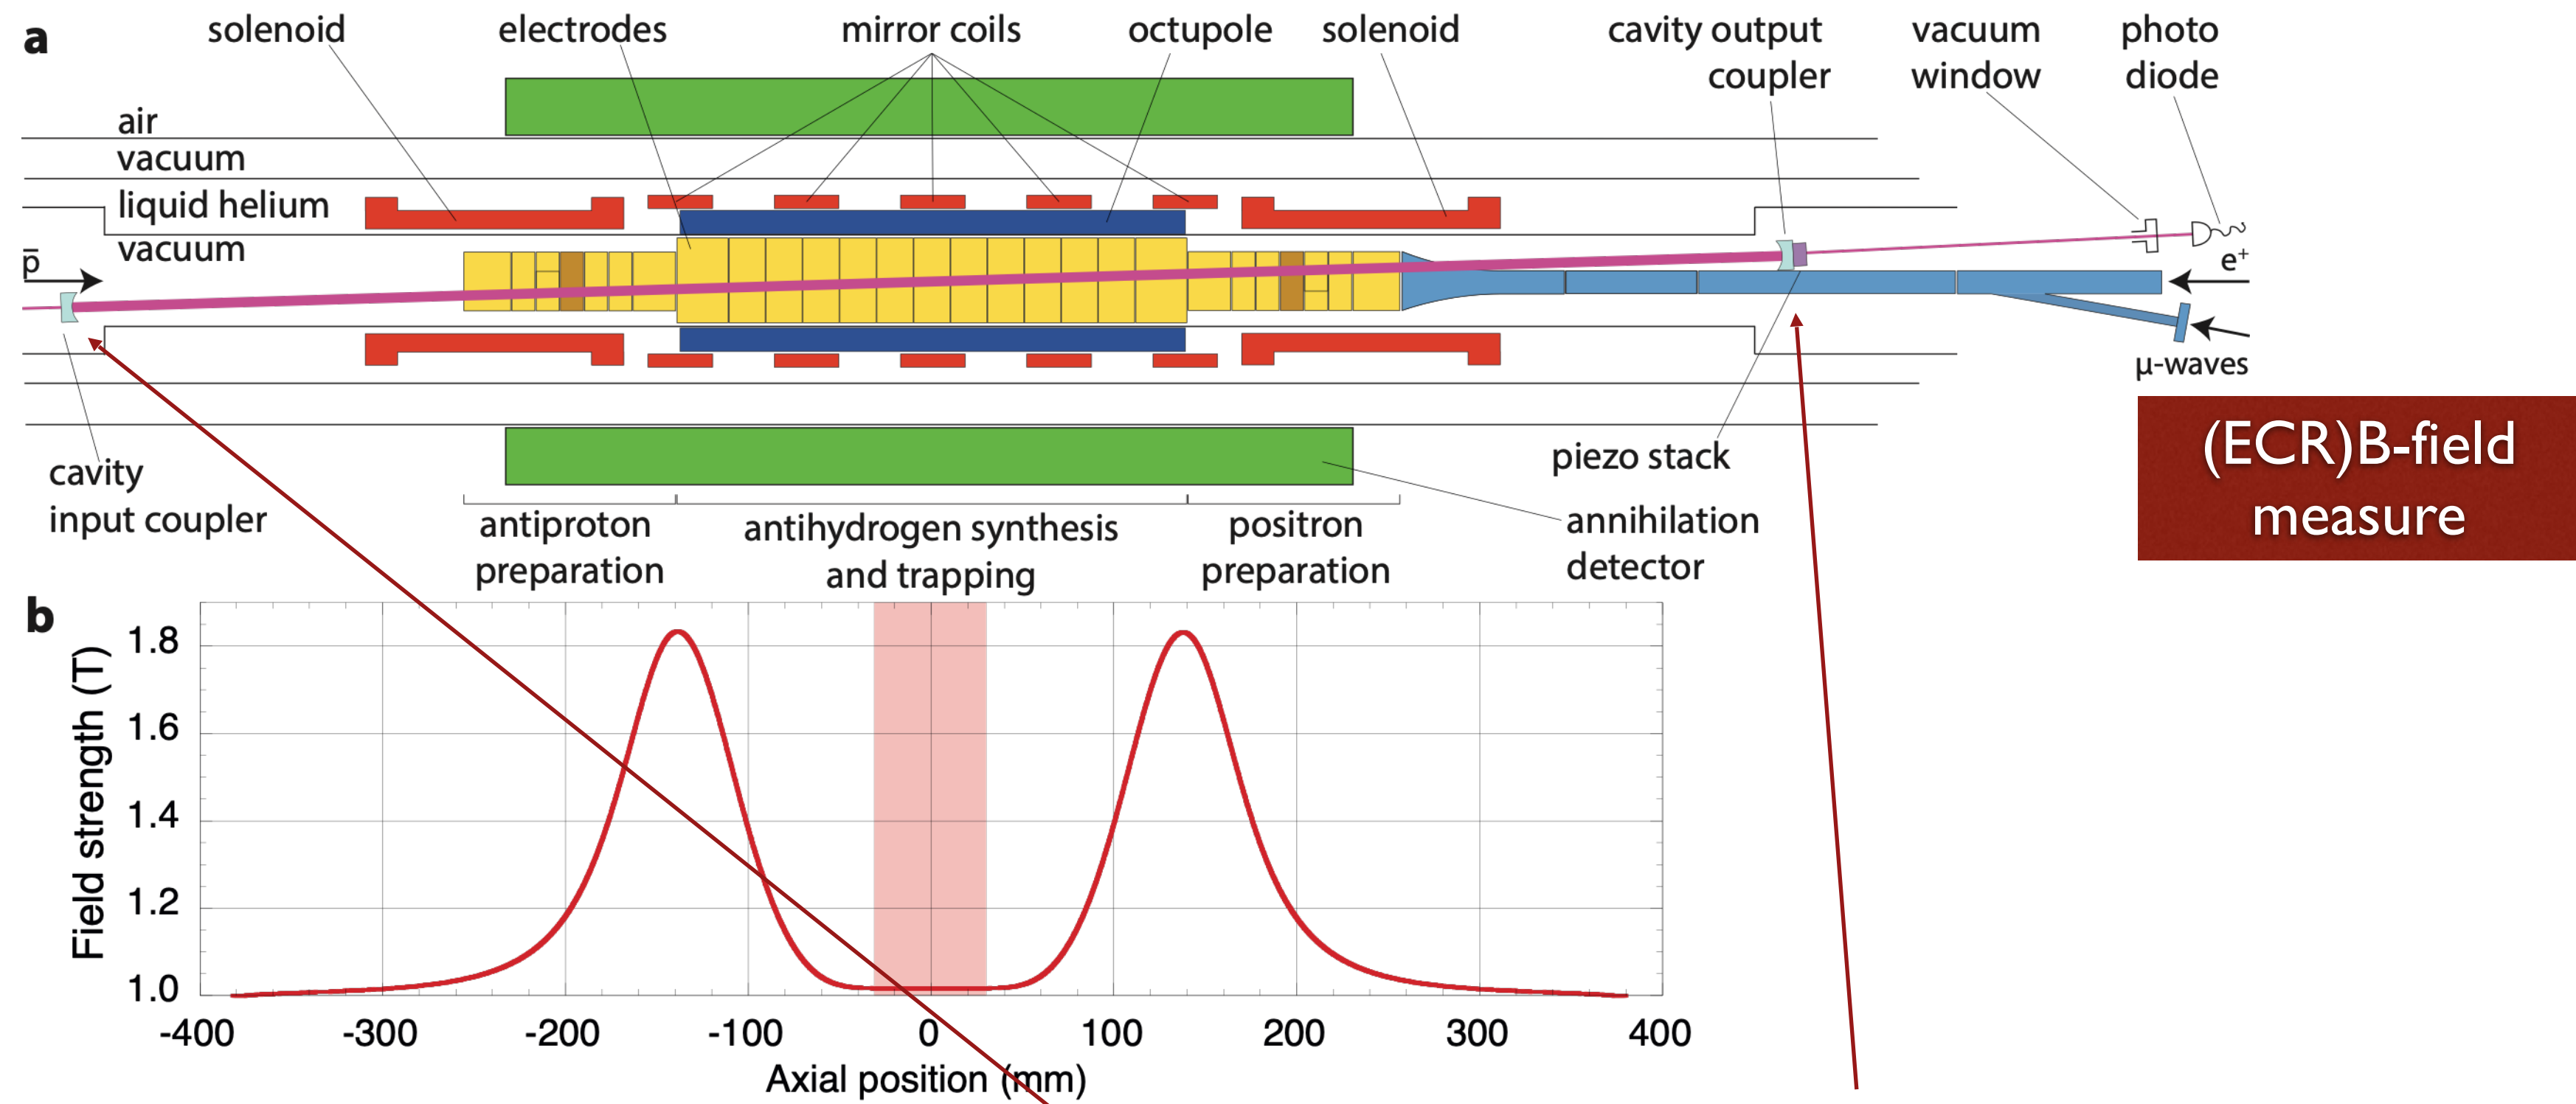 a
solenoid
electrodes
mirror coils
octupole
solenoid
cavity output
coupler
vacuum
window
photo
diode
air
vacuum
liquid helium
vacuum
p̅
e⁺
μ-waves
(ECR)B-field
measure
cavity
input coupler
antiproton
preparation
antihydrogen synthesis
and trapping
positron
preparation
piezo stack
annihilation
detector
b
Field strength (T)
1.8
1.6
1.4
1.2
1.0
-400 -300 -200 -100 0 100 200 300 400
Axial position (mm)